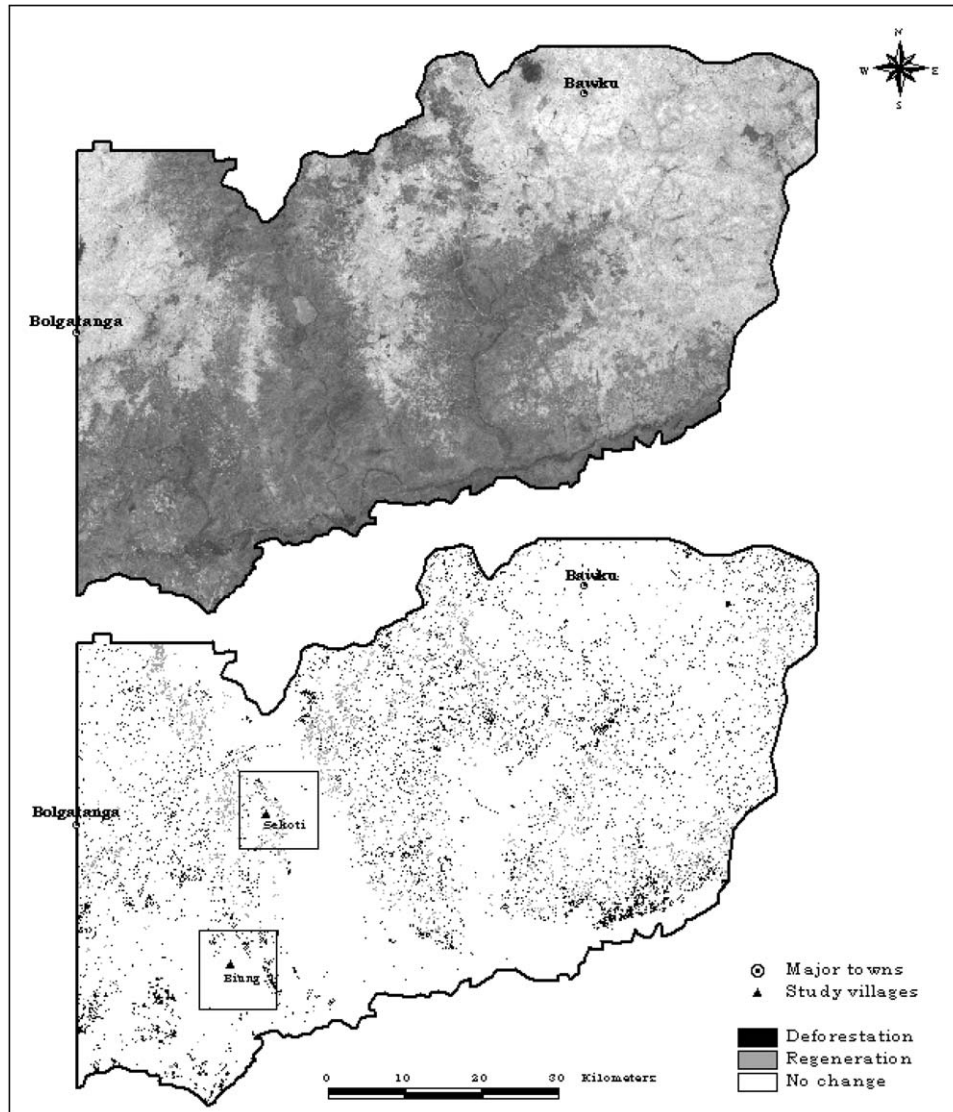 N
W E
S
Bawku
Bolgatanga
Bawku
Bolgatanga
Sekoti
Biung
Major towns
Study villages
Deforestation
Regeneration
No change
0 10 20 30 Kilometers